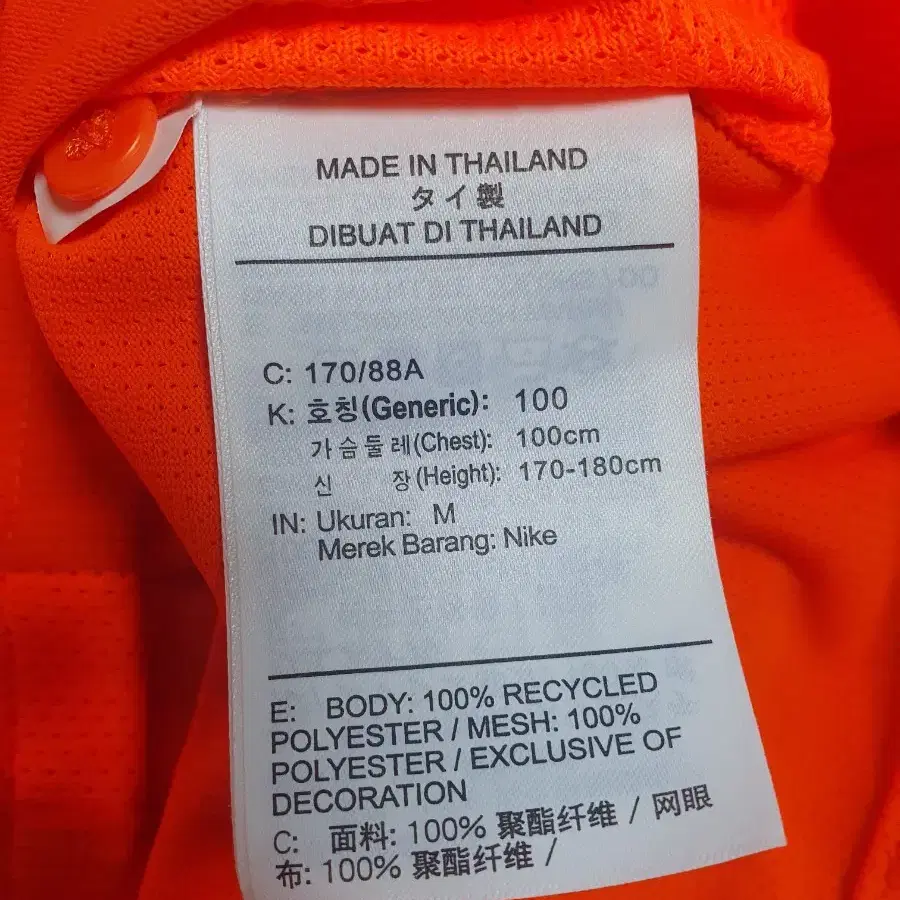 MADE IN THAILAND
タイ製
DIBUAT DI THAILAND
C: 170/88A
K: 호칭(Generic): 100
가슴둘레(Chest): 100cm
신 장(Height): 170-180cm
IN: Ukuran: M
Merek Barang: Nike
E: BODY: 100% RECYCLED
POLYESTER / MESH: 100%
POLYESTER / EXCLUSIVE OF
DECORATION
C: 面料: 100% 聚酯纤维 / 网眼
布: 100% 聚酯纤维 /